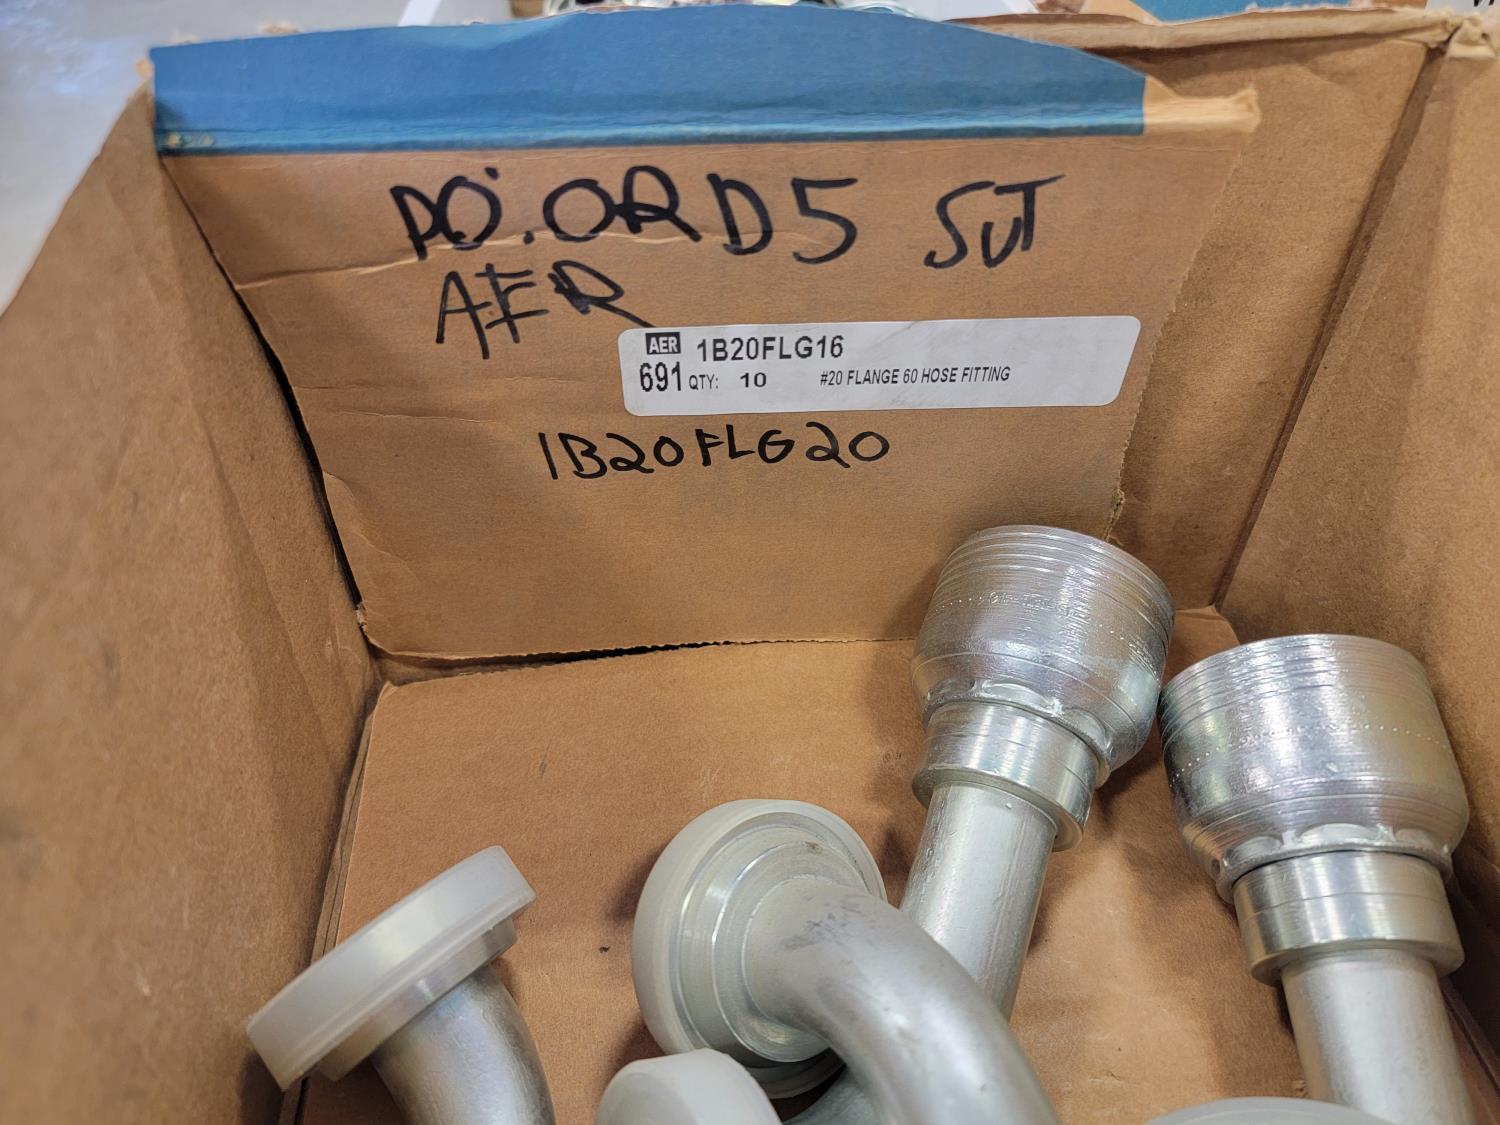 PO. ORD5 SUT
AER
AER 1B20FLG16
691 QTY: 10 #20 FLANGE 60 HOSE FITTING
1B20FLG20